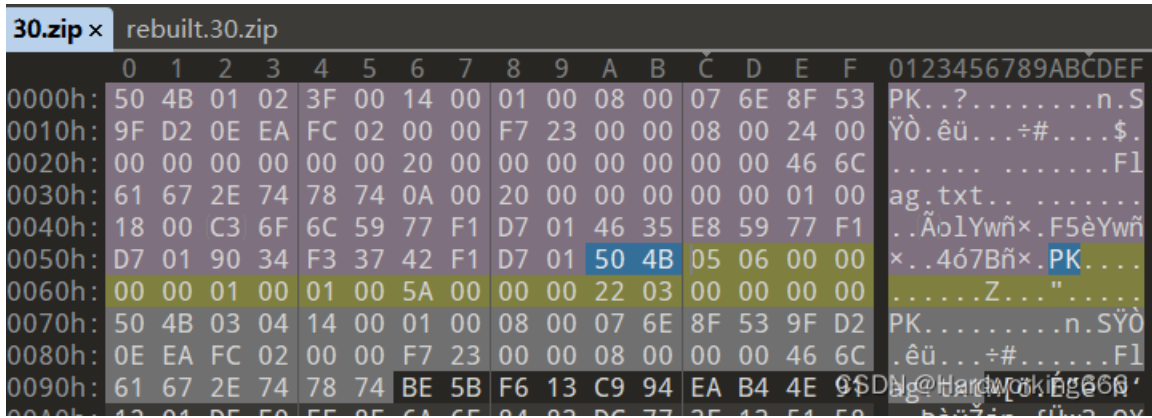 30.zip × rebuilt.30.zip
0 1 2 3 4 5 6 7 8 9 A B C D E F 0123456789ABCDEF
0000h: 50 4B 01 02 3F 00 14 00 01 00 08 00 07 6E 8F 53 PK..?........n.S
0010h: 9F D2 0E EA FC 02 00 00 F7 23 00 00 08 00 24 00 ŸÒ.êü...÷#....$.
0020h: 00 00 00 00 00 00 20 00 00 00 00 00 00 00 46 6C ...... .......Fl
0030h: 61 67 2E 74 78 74 0A 00 20 00 00 00 00 00 01 00 ag.txt.. .......
0040h: 18 00 C3 6F 6C 59 77 F1 D7 01 46 35 E8 59 77 F1 ..ÃolYwñ×.F5èYwñ
0050h: D7 01 90 34 F3 37 42 F1 D7 01 50 4B 05 06 00 00 ×..4ó7Bñ×.PK....
0060h: 00 00 01 00 01 00 5A 00 00 00 22 03 00 00 00 00 ......Z...".....
0070h: 50 4B 03 04 14 00 01 00 08 00 07 6E 8F 53 9F D2 PK.........n.SŸÒ
0080h: 0E EA FC 02 00 00 F7 23 00 00 08 00 00 00 46 6C .êü...÷#......Fl
0090h: 61 67 2E 74 78 74 BE 5B F6 13 C9 94 EA B4 4E 91
CSDN @Hardworking666